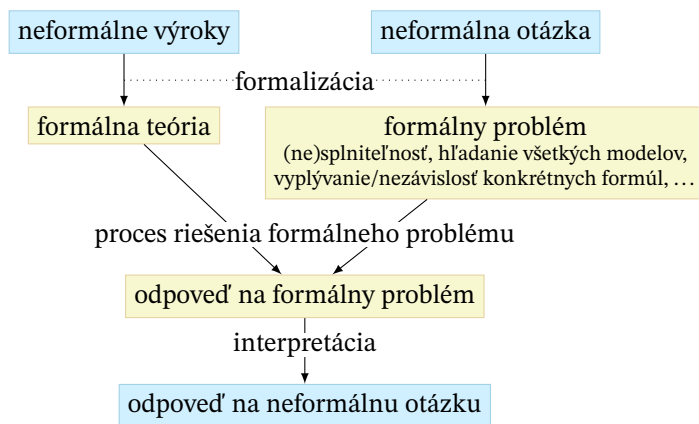 neformálne výroky
neformálna otázka
formalizácia
formálna teória
formálny problém
(ne)splniteľnosť, hľadanie všetkých modelov,
vyplývanie/nezávislosť konkrétnych formúl, …
proces riešenia formálneho problému
odpoveď na formálny problém
interpretácia
odpoveď na neformálnu otázku